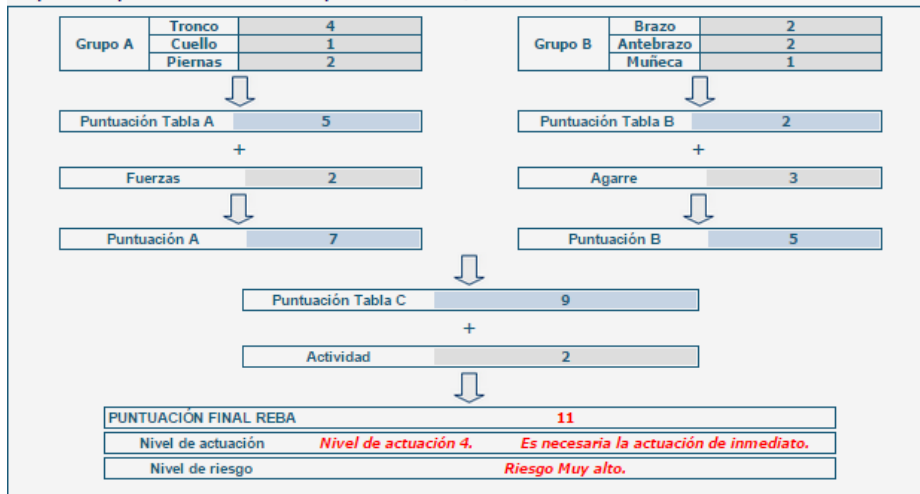 Grupo A Tronco 4
Cuello 1
Piernas 2
Grupo B Brazo 2
Antebrazo 2
Muñeca 1
Puntuación Tabla A 5
Puntuación Tabla B 2
+ +
Fuerzas 2
Agarre 3
Puntuación A 7
Puntuación B 5
Puntuación Tabla C 9
+
Actividad 2
PUNTUACIÓN FINAL REBA 11
Nivel de actuación Nivel de actuación 4. Es necesaria la actuación de inmediato.
Nivel de riesgo Riesgo Muy alto.